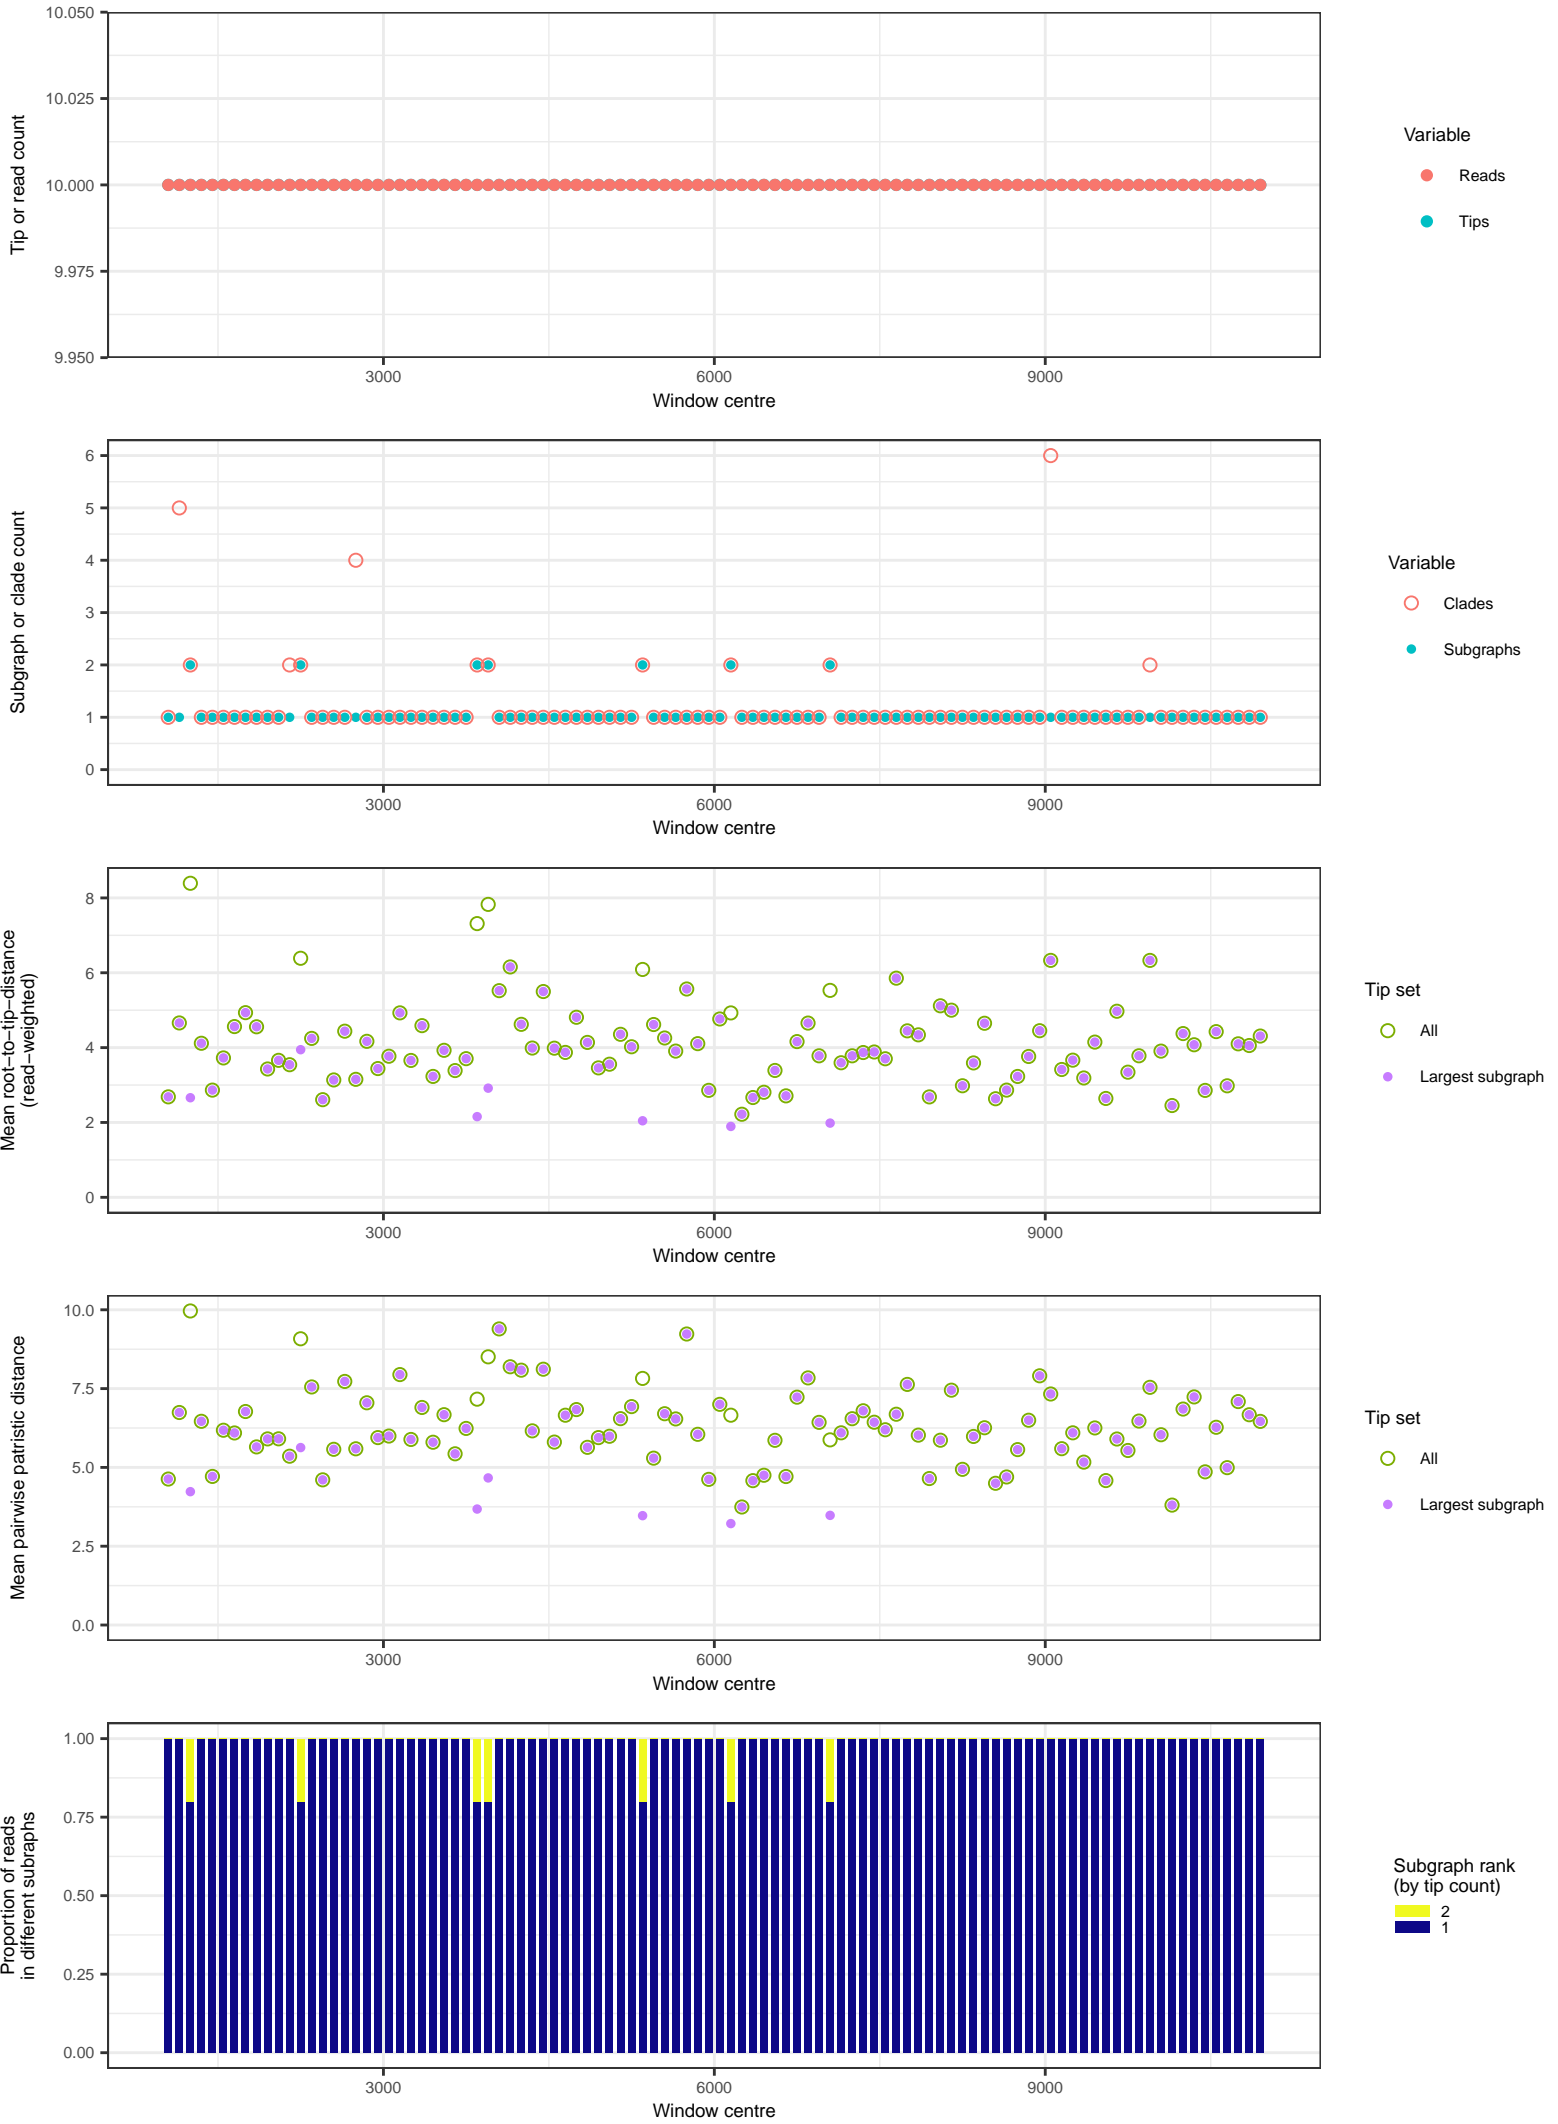 10.050
10.025
10.000
9.975
9.950
Tip or read count
3000
6000
9000
Window centre
Variable
Reads
Tips
6
5
4
3
2
1
0
Subgraph or clade count
3000
6000
9000
Window centre
Variable
Clades
Subgraphs
8
6
4
2
0
Mean root−to−tip−distance
(read−weighted)
3000
6000
9000
Window centre
Tip set
All
Largest subgraph
10.0
7.5
5.0
2.5
0.0
Mean pairwise patristic distance
3000
6000
9000
Window centre
Tip set
All
Largest subgraph
1.00
0.75
0.50
0.25
0.00
Proportion of reads
in different subraphs
3000
6000
9000
Window centre
Subgraph rank
(by tip count)
2
1